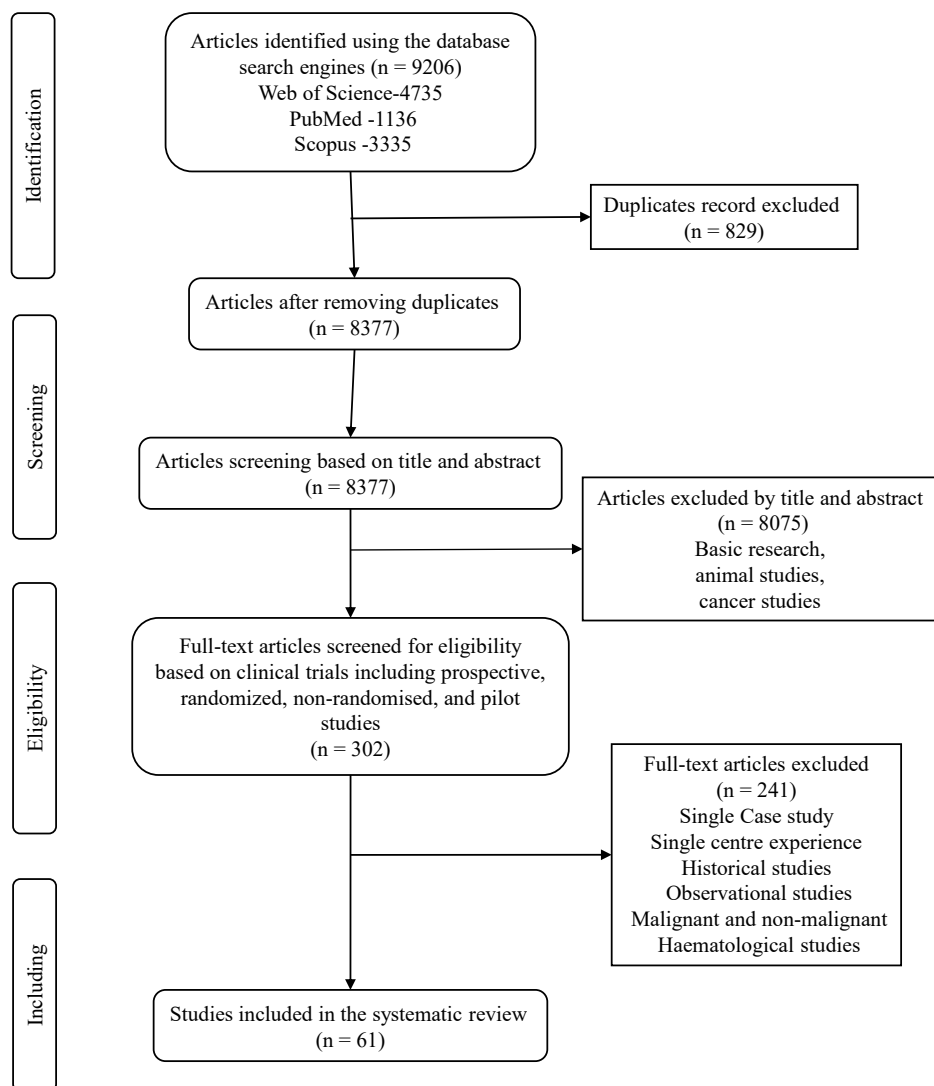 Identification
Articles identified using the database
search engines (n = 9206)
Web of Science-4735
PubMed -1136
Scopus -3335
Duplicates record excluded
(n = 829)
Articles after removing duplicates
(n = 8377)
Screening
Articles screening based on title and abstract
(n = 8377)
Articles excluded by title and abstract
(n = 8075)
Basic research,
animal studies,
cancer studies
Eligibility
Full-text articles screened for eligibility
based on clinical trials including prospective,
randomized, non-randomised, and pilot
studies
(n = 302)
Full-text articles excluded
(n = 241)
Single Case study
Single centre experience
Historical studies
Observational studies
Malignant and non-malignant
Haematological studies
Including
Studies included in the systematic review
(n = 61)